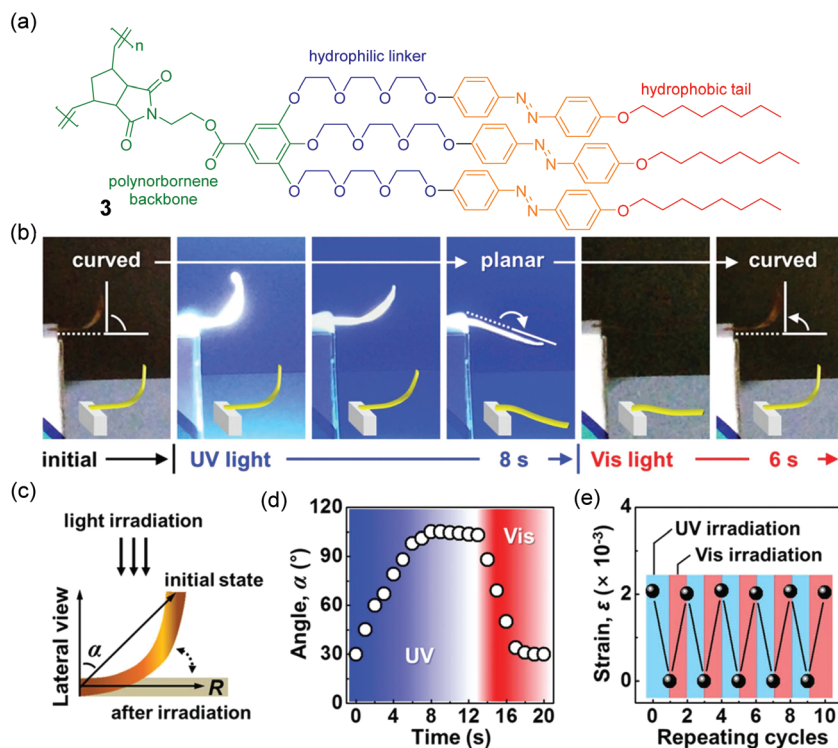 (a)
n
O
N
O
O
O
hydrophilic linker
hydrophobic tail
O O O O N N O
O O O O O N N O
O O O O N N O
polynorbornene
backbone
3
(b)
curved planar curved
initial UV light 8 s Vis light 6 s
(c)
light irradiation
initial state
Lateral view
α
R
after irradiation
(d)
Angle, α (°)
120
90
60
30
0
UV
Vis
0 4 8 12 16 20
Time (s)
(e)
Strain, ε (× 10⁻³)
4
2
0
UV irradiation
Vis irradiation
0 2 4 6 8 10
Repeating cycles